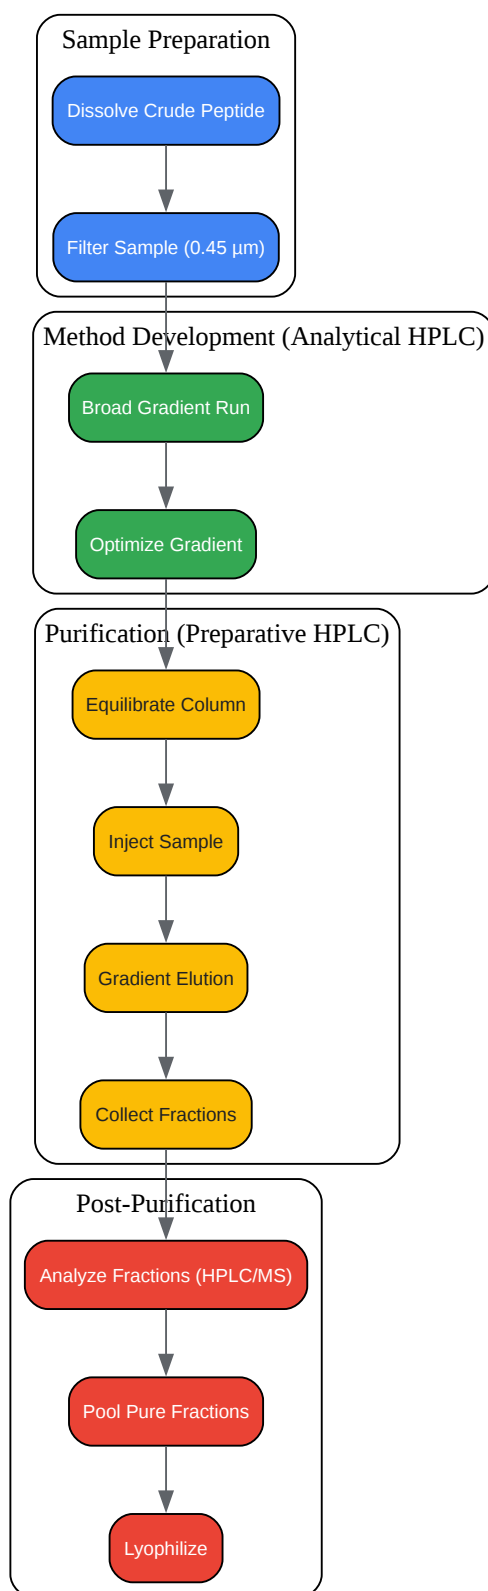 Sample Preparation
Dissolve Crude Peptide
Filter Sample (0.45 µm)
Method Development (Analytical HPLC)
Broad Gradient Run
Optimize Gradient
Purification (Preparative HPLC)
Equilibrate Column
Inject Sample
Gradient Elution
Collect Fractions
Post-Purification
Analyze Fractions (HPLC/MS)
Pool Pure Fractions
Lyophilize